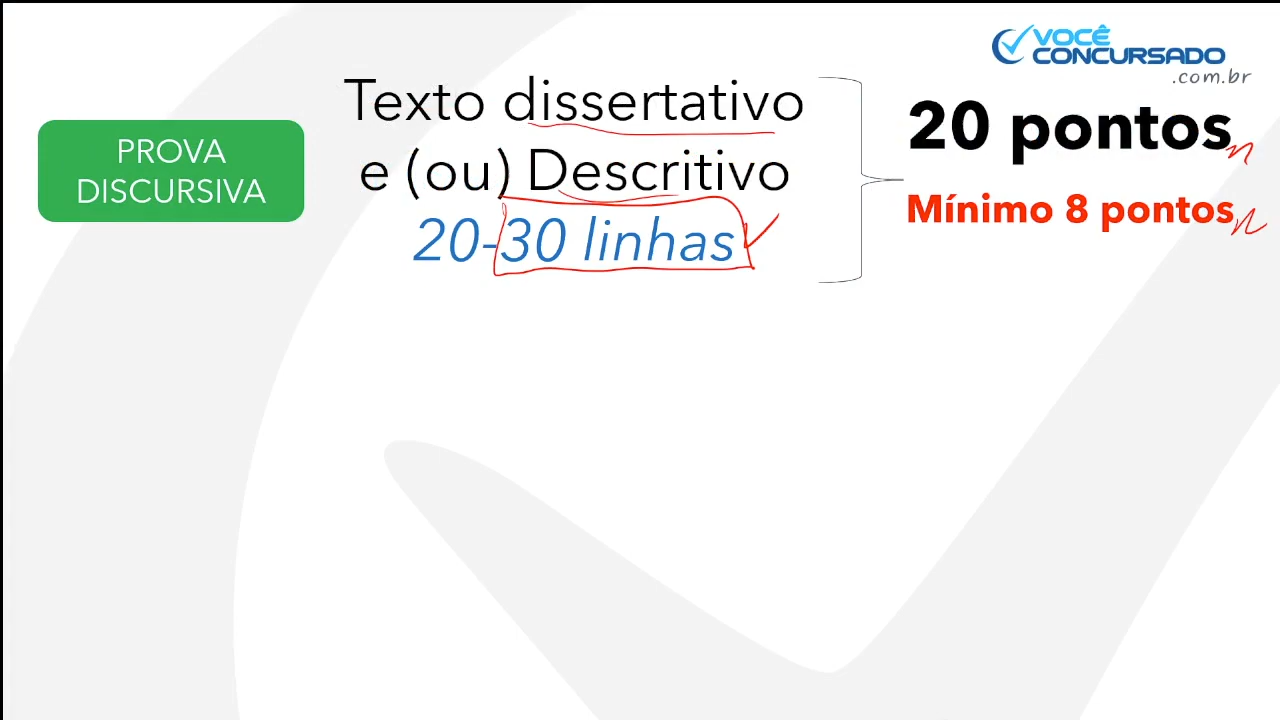 VOCÊ
CONCURSADO
.com.br
PROVA
DISCURSIVA
Texto dissertativo
e (ou) Descritivo
20-30 linhas
20 pontos
Mínimo 8 pontos